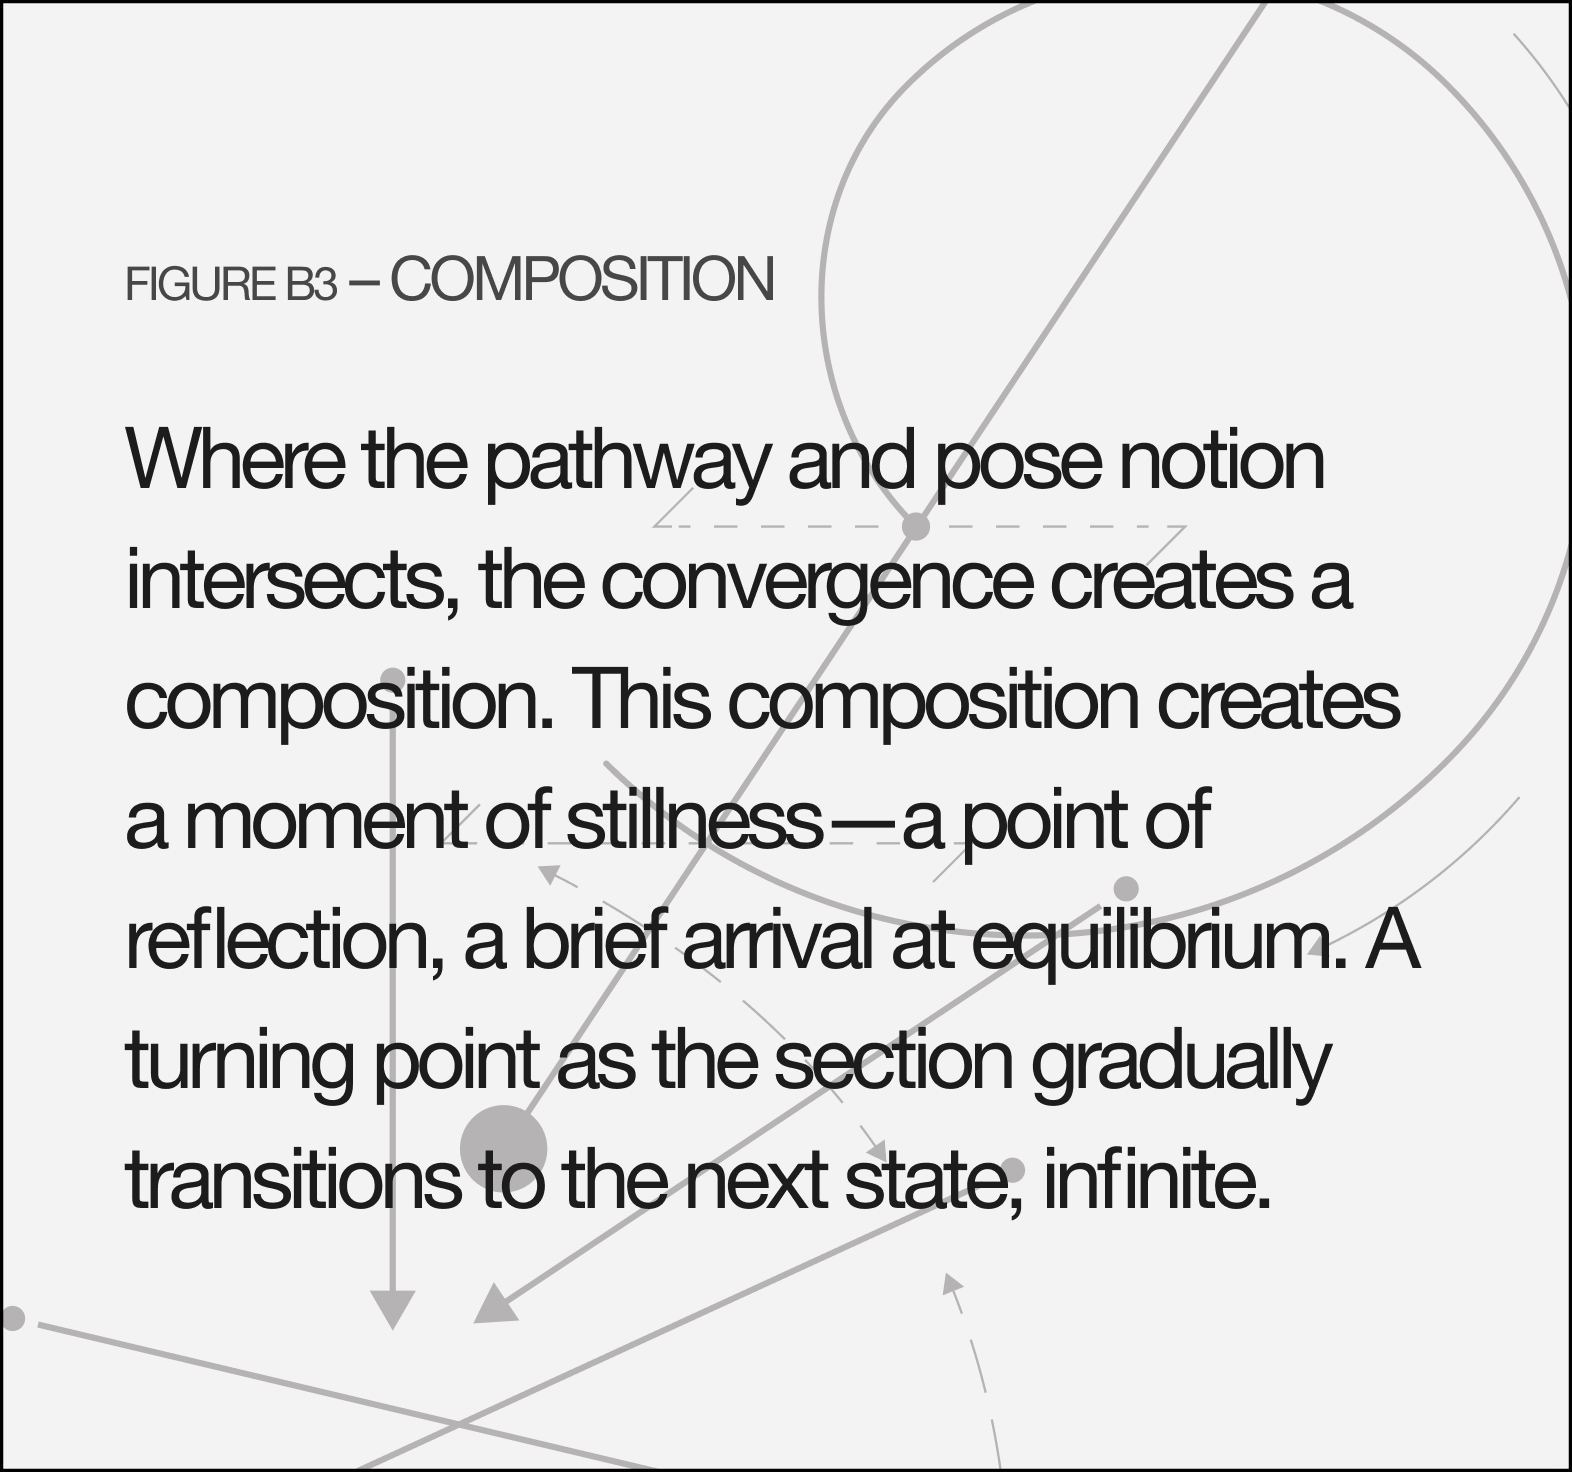 FIGURE B3 – COMPOSITION
Where the pathway and pose notion
intersects, the convergence creates a
composition. This composition creates
a moment of stillness—a point of
reflection, a brief arrival at equilibrium. A
turning point as the section gradually
transitions to the next state, infinite.